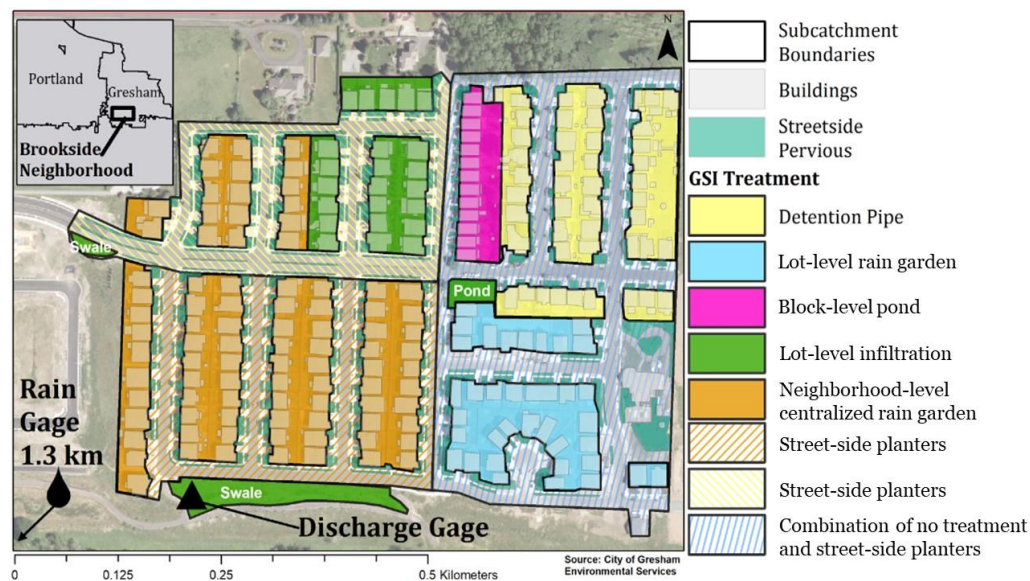 Portland
Gresham
Brookside
Neighborhood
N
Swale
Pond
Rain
Gage
1.3 km
Swale
Discharge Gage
Source: City of Gresham
Environmental Services
0
0.125
0.25
0.5 Kilometers
Subcatchment
Boundaries
Buildings
Streetside
Pervious
GSI Treatment
Detention Pipe
Lot-level rain garden
Block-level pond
Lot-level infiltration
Neighborhood-level
centralized rain garden
Street-side planters
Street-side planters
Combination of no treatment
and street-side planters